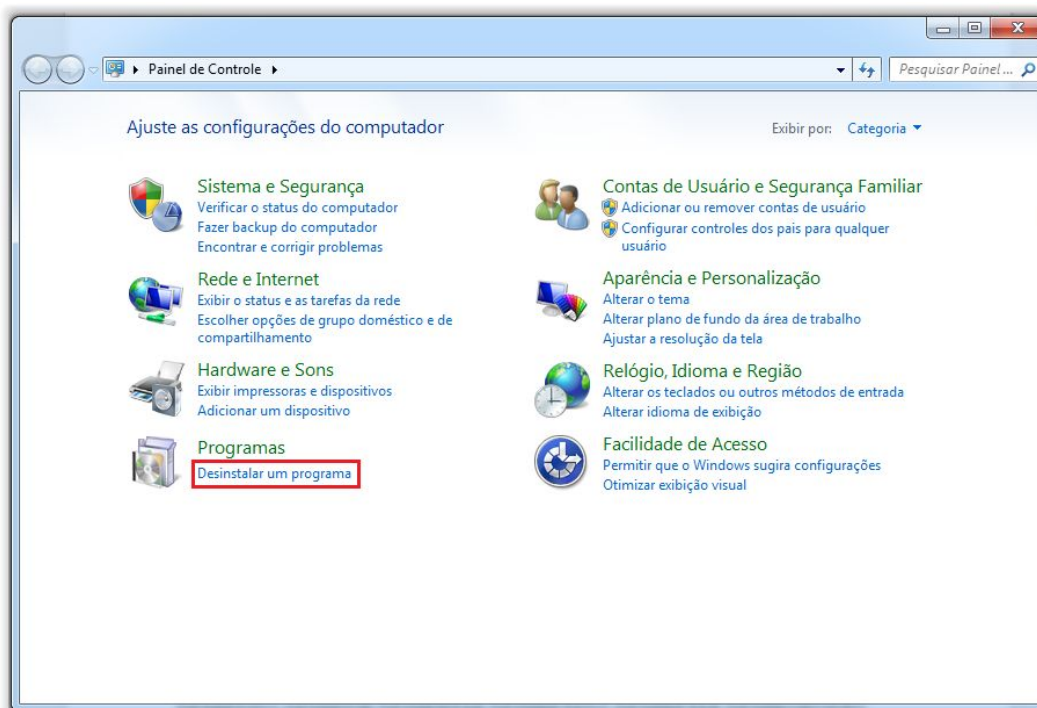 Painel de Controle
Pesquisar Painel ...
Ajuste as configurações do computador
Exibir por: Categoria
Sistema e Segurança
Verificar o status do computador
Fazer backup do computador
Encontrar e corrigir problemas
Rede e Internet
Exibir o status e as tarefas da rede
Escolher opções de grupo doméstico e de
compartilhamento
Hardware e Sons
Exibir impressoras e dispositivos
Adicionar um dispositivo
Programas
Desinstalar um programa
Contas de Usuário e Segurança Familiar
Adicionar ou remover contas de usuário
Configurar controles dos pais para qualquer
usuário
Aparência e Personalização
Alterar o tema
Alterar plano de fundo da área de trabalho
Ajustar a resolução da tela
Relógio, Idioma e Região
Alterar os teclados ou outros métodos de entrada
Alterar idioma de exibição
Facilidade de Acesso
Permitir que o Windows sugira configurações
Otimizar exibição visual